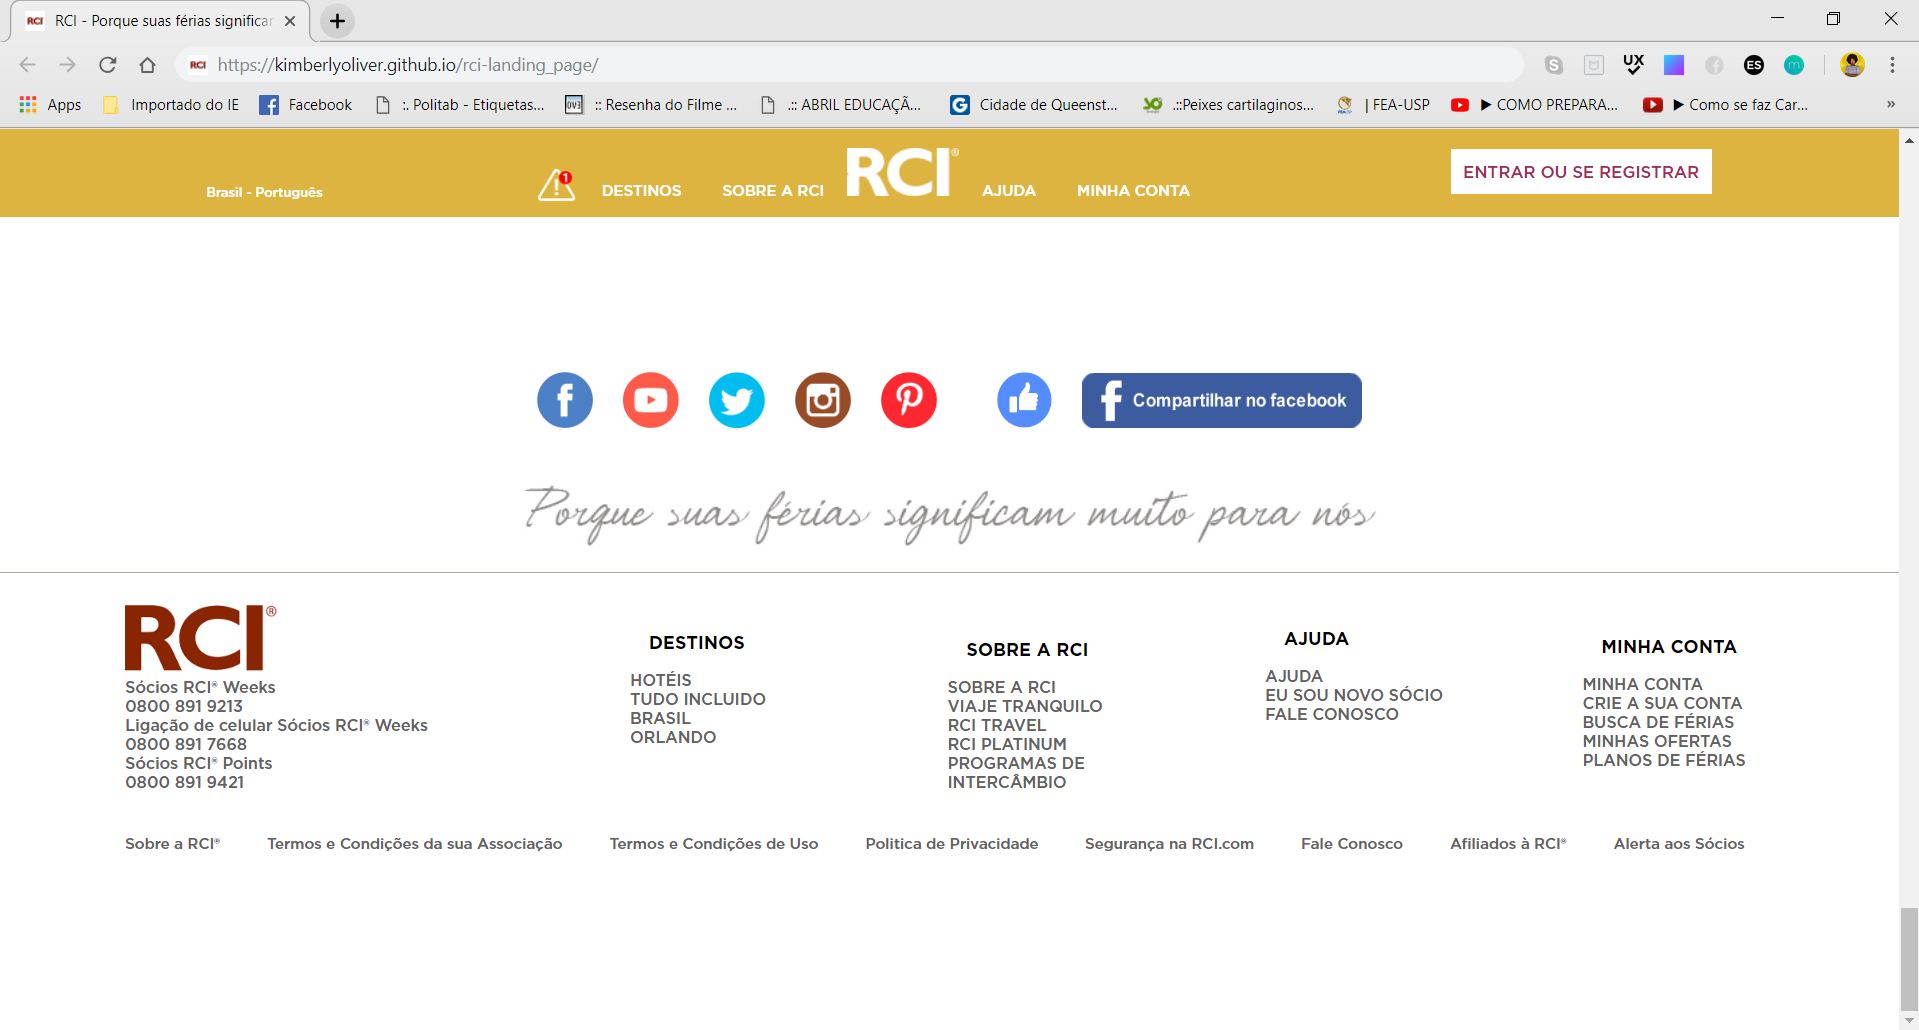 RCI RCI - Porque suas férias significar
RCI https://kimberlyoliver.github.io/rci-landing_page/
S UX ES m
Apps Importado do IE Facebook :. Politab - Etiquetas... :: Resenha do Filme ... .:: ABRIL EDUCAÇÃ... Cidade de Queenst... .::Peixes cartilaginos... | FEA-USP ▶ COMO PREPARA... ▶ Como se faz Car... »
Brasil - Português 1 DESTINOS SOBRE A RCI RCI® AJUDA MINHA CONTA ENTRAR OU SE REGISTRAR
Compartilhar no facebook
Porque suas férias significam muito para nós
RCI®
Sócios RCI® Weeks
0800 891 9213
Ligação de celular Sócios RCI® Weeks
0800 891 7668
Sócios RCI® Points
0800 891 9421
DESTINOS
HOTÉIS
TUDO INCLUIDO
BRASIL
ORLANDO
SOBRE A RCI
SOBRE A RCI
VIAJE TRANQUILO
RCI TRAVEL
RCI PLATINUM
PROGRAMAS DE
INTERCÂMBIO
AJUDA
AJUDA
EU SOU NOVO SÓCIO
FALE CONOSCO
MINHA CONTA
MINHA CONTA
CRIE A SUA CONTA
BUSCA DE FÉRIAS
MINHAS OFERTAS
PLANOS DE FÉRIAS
Sobre a RCI® Termos e Condições da sua Associação Termos e Condições de Uso Politica de Privacidade Segurança na RCI.com Fale Conosco Afiliados à RCI® Alerta aos Sócios